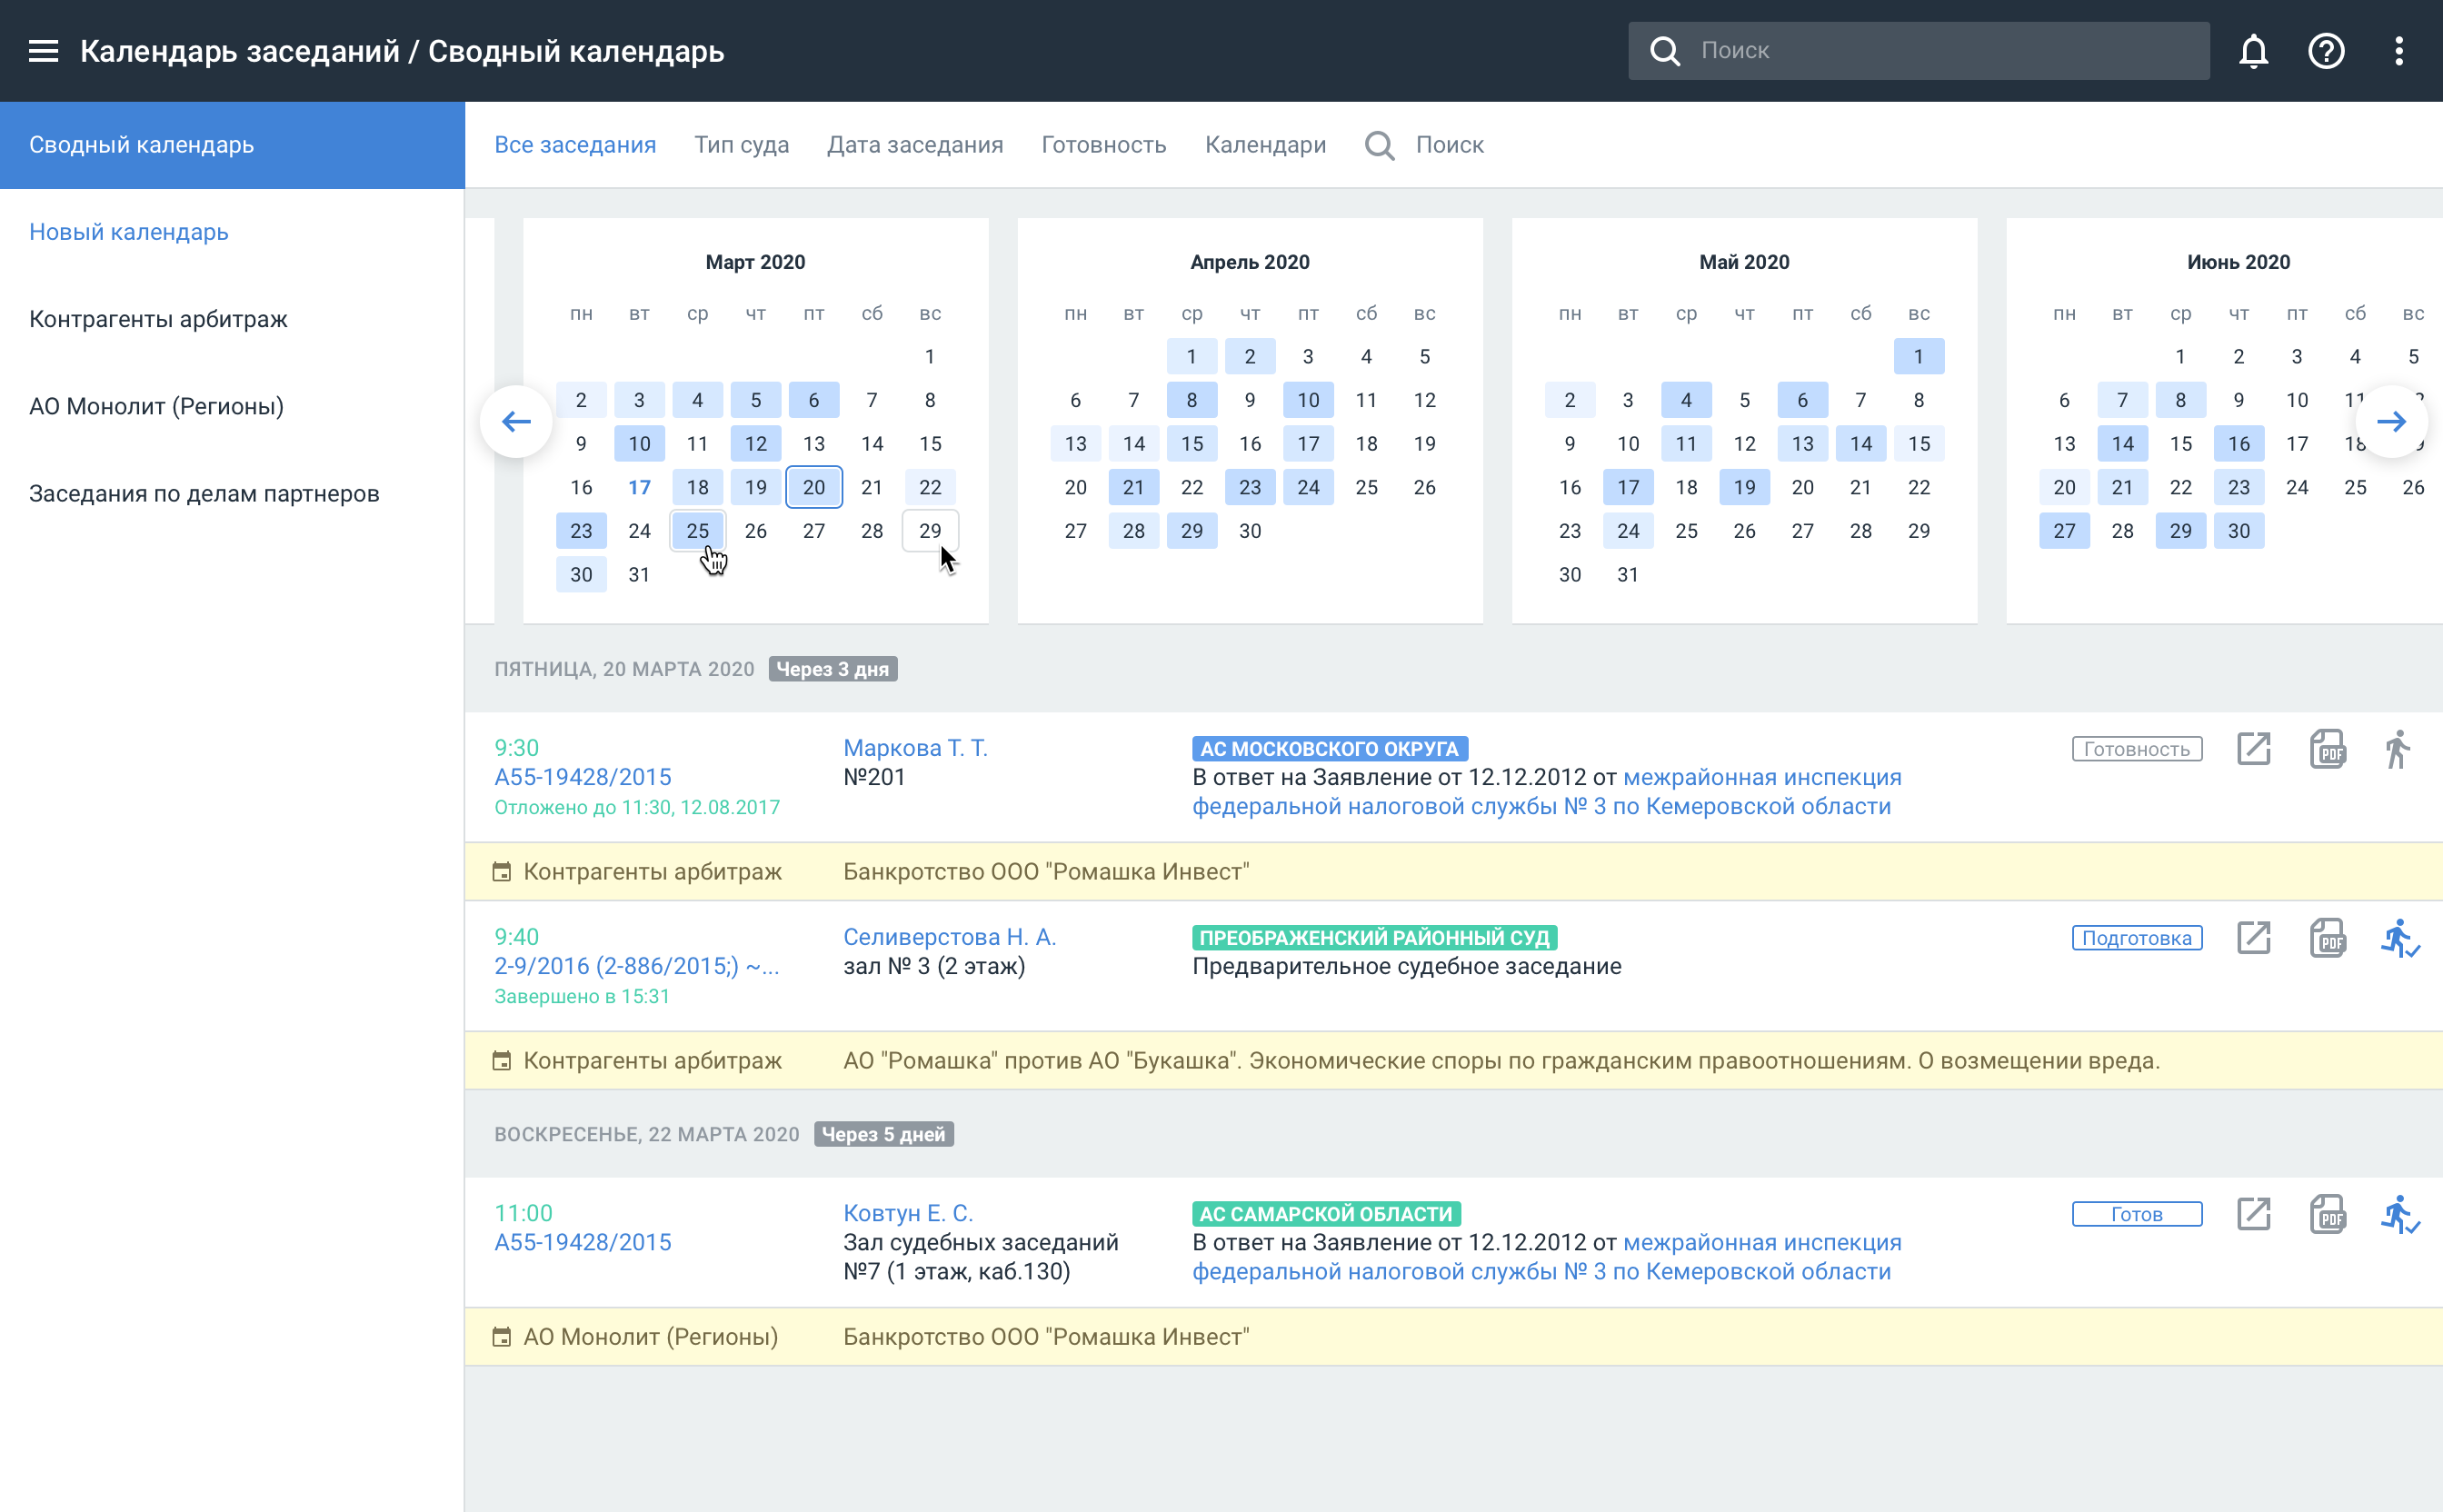 Календарь заседаний / Сводный календарь
Поиск
Сводный календарь
Новый календарь
Контрагенты арбитраж
АО Монолит (Регионы)
Заседания по делам партнеров
Все заседания Тип суда Дата заседания Готовность Календари Поиск
Март 2020
пн вт ср чт пт сб вс
1
2 3 4 5 6 7 8
9 10 11 12 13 14 15
16 17 18 19 20 21 22
23 24 25 26 27 28 29
30 31
Апрель 2020
пн вт ср чт пт сб вс
1 2 3 4 5
6 7 8 9 10 11 12
13 14 15 16 17 18 19
20 21 22 23 24 25 26
27 28 29 30
Май 2020
пн вт ср чт пт сб вс
1
2 3 4 5 6 7 8
9 10 11 12 13 14 15
16 17 18 19 20 21 22
23 24 25 26 27 28 29
30 31
Июнь 2020
пн вт ср чт пт сб вс
1 2 3 4 5
6 7 8 9 10 11
13 14 15 16 17 18
20 21 22 23 24 25 26
27 28 29 30
ПЯТНИЦА, 20 МАРТА 2020 Через 3 дня
9:30
А55-19428/2015
Отложено до 11:30, 12.08.2017
Маркова Т. Т.
№201
АС МОСКОВСКОГО ОКРУГА
В ответ на Заявление от 12.12.2012 от межрайонная инспекция
федеральной налоговой службы № 3 по Кемеровской области
Готовность
PDF
Контрагенты арбитраж
Банкротство ООО "Ромашка Инвест"
9:40
2-9/2016 (2-886/2015;) ~...
Завершено в 15:31
Селиверстова Н. А.
зал № 3 (2 этаж)
ПРЕОБРАЖЕНСКИЙ РАЙОННЫЙ СУД
Предварительное судебное заседание
Подготовка
PDF
Контрагенты арбитраж
АО "Ромашка" против АО "Букашка". Экономические споры по гражданским правоотношениям. О возмещении вреда.
ВОСКРЕСЕНЬЕ, 22 МАРТА 2020 Через 5 дней
11:00
А55-19428/2015
Ковтун Е. С.
Зал судебных заседаний
№7 (1 этаж, каб.130)
АС САМАРСКОЙ ОБЛАСТИ
В ответ на Заявление от 12.12.2012 от межрайонная инспекция
федеральной налоговой службы № 3 по Кемеровской области
Готов
PDF
АО Монолит (Регионы)
Банкротство ООО "Ромашка Инвест"